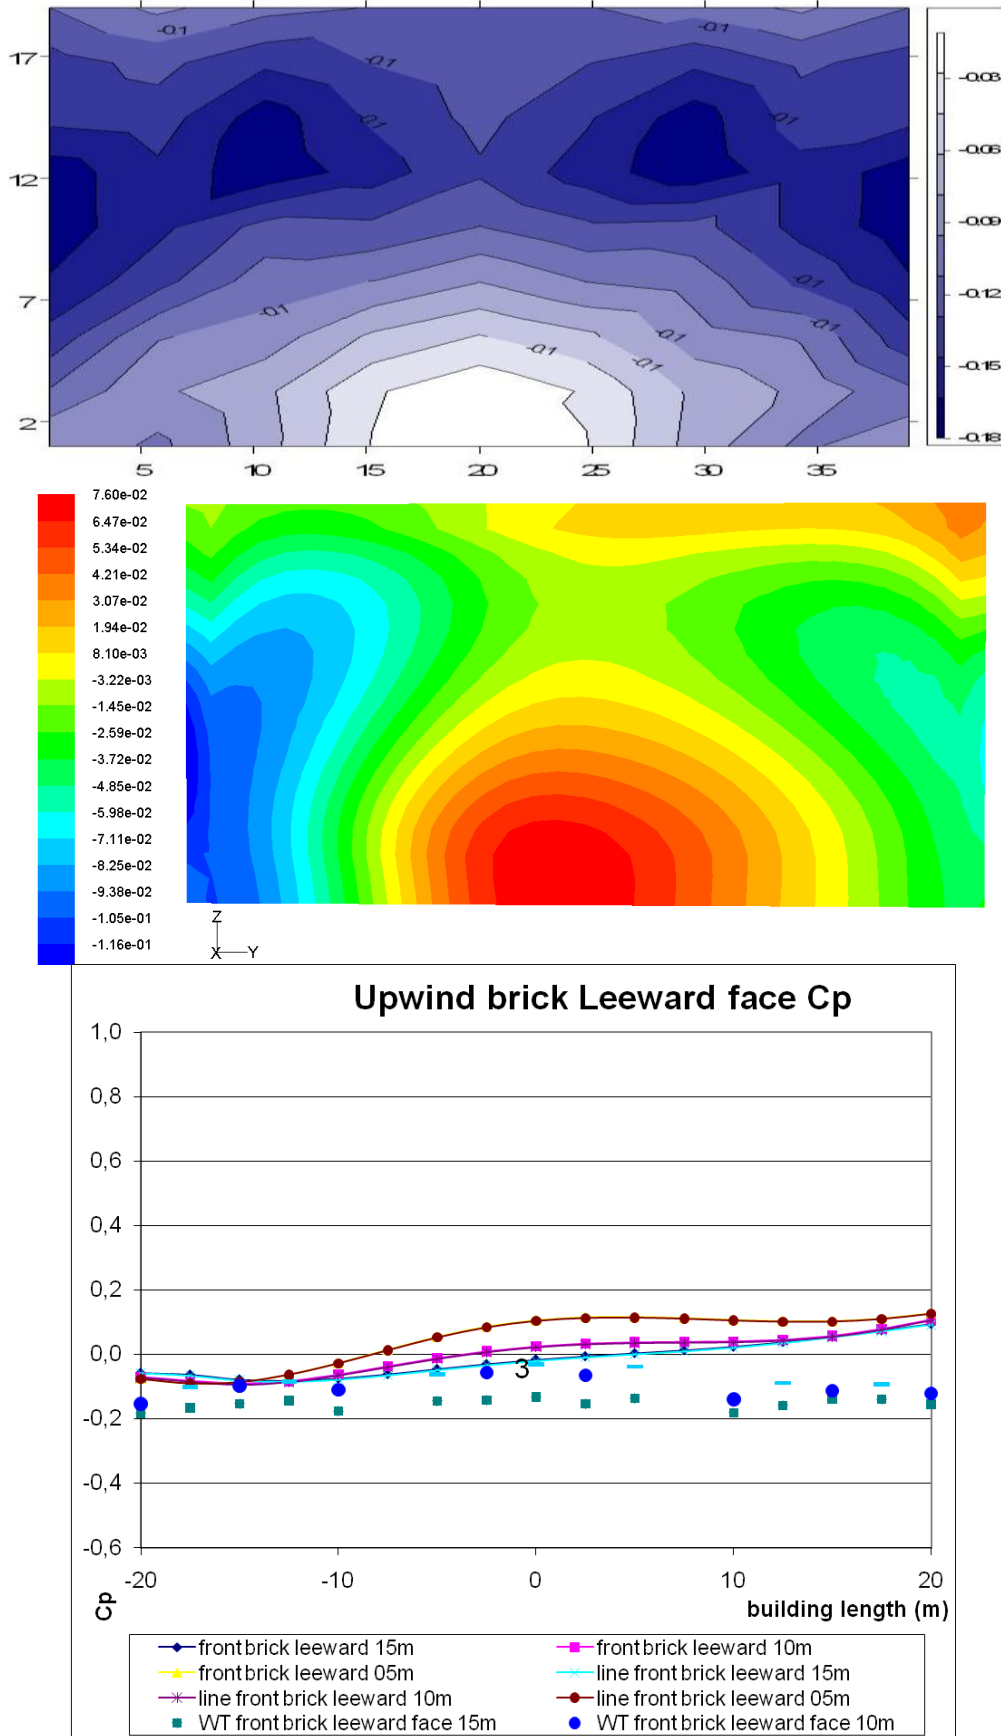 -0.1
-0.1
17
-0.1
-0.03
-0.1
-0.1
-0.06
12
-0.09
7
-0.1
-0.1
-0.12
-0.1
-0.1
-0.15
2
-0.18
5 10 15 20 25 30 35
7.60e-02
6.47e-02
5.34e-02
4.21e-02
3.07e-02
1.94e-02
8.10e-03
-3.22e-03
-1.45e-02
-2.59e-02
-3.72e-02
-4.85e-02
-5.98e-02
-7.11e-02
-8.25e-02
-9.38e-02
-1.05e-01
-1.16e-01
Z
X Y
Upwind brick Leeward face Cp
1,0
0,8
0,6
0,4
0,2
0,0
3
-0,2
-0,4
-0,6
-20 -10 0 10 20
Cp
building length (m)
front brick leeward 15m
front brick leeward 10m
front brick leeward 05m
line front brick leeward 15m
line front brick leeward 10m
line front brick leeward 05m
WT front brick leeward face 15m
WT front brick leeward face 10m